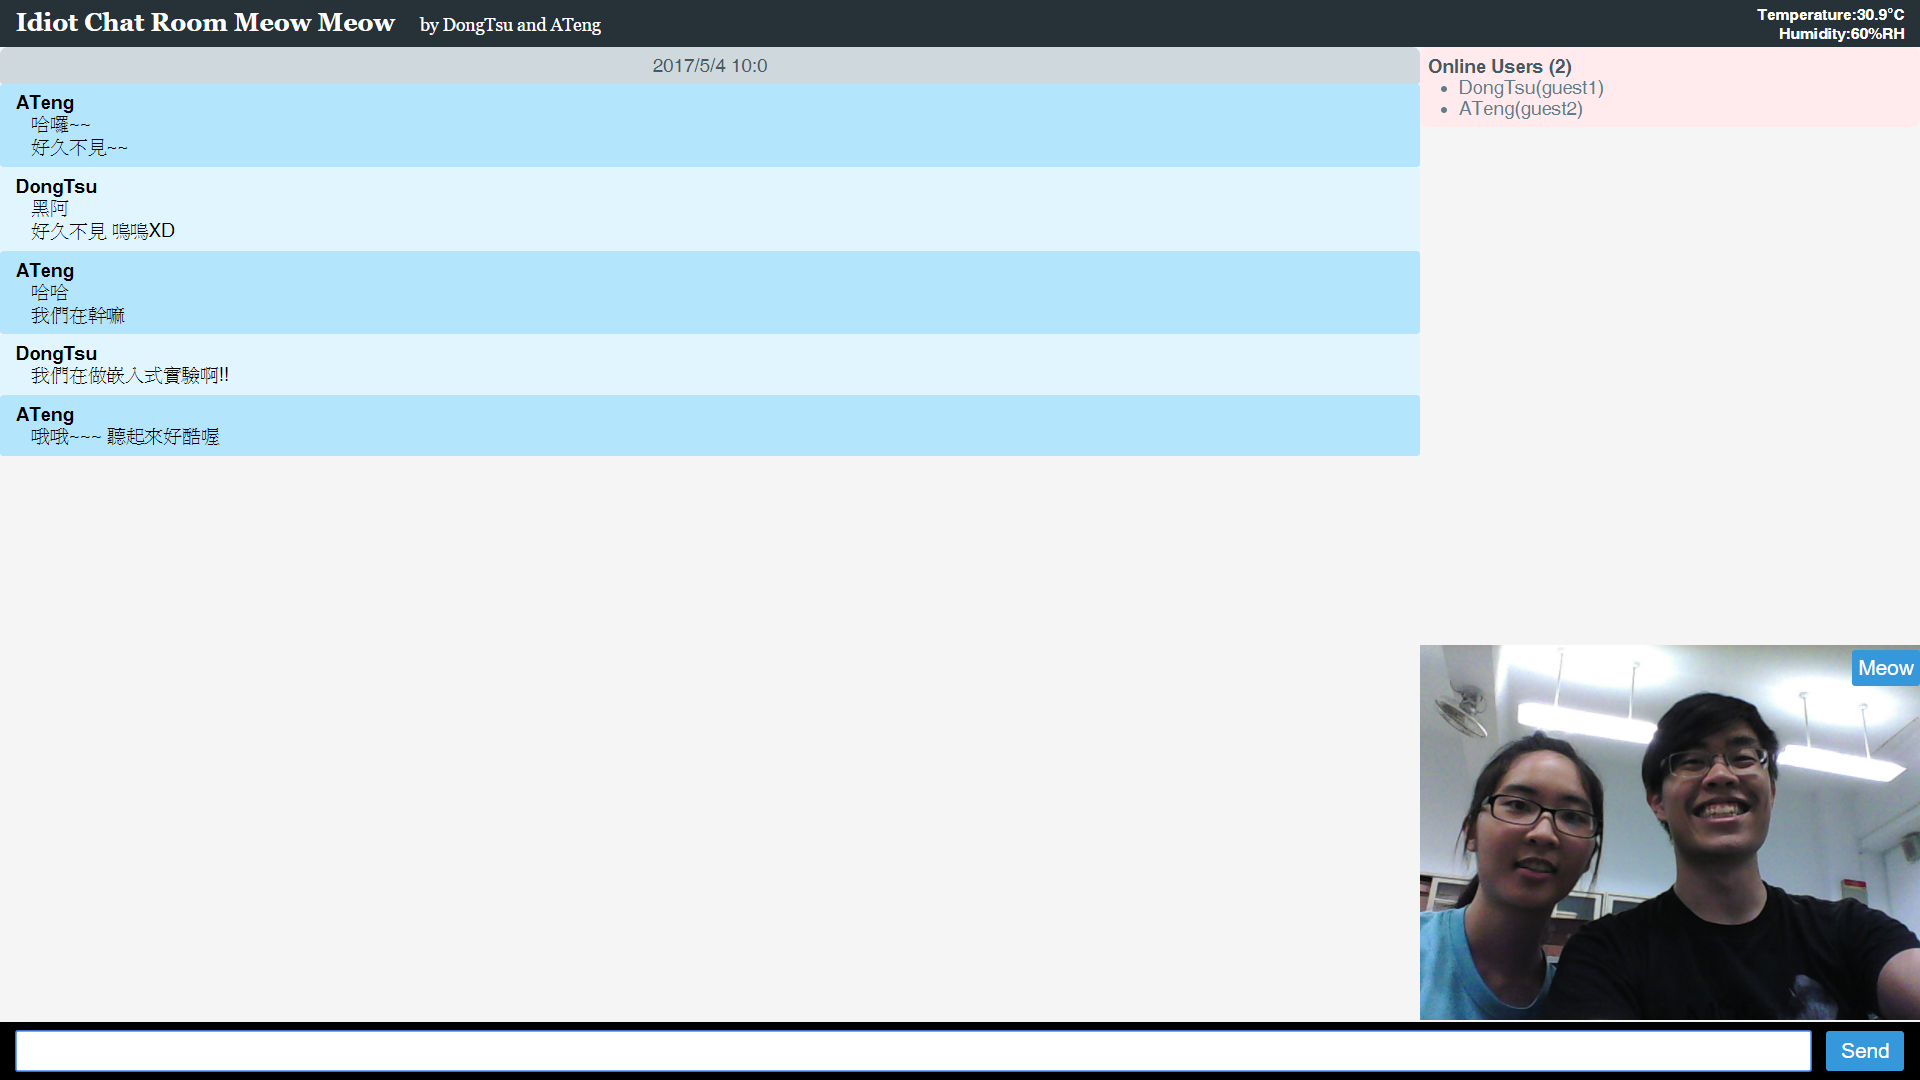 Idiot Chat Room Meow Meow by DongTsu and ATeng
Temperature:30.9°C
Humidity:60%RH
2017/5/4 10:0
ATeng
哈囉~~
好久不見~~
DongTsu
黑阿
好久不見 嗚嗚XD
ATeng
哈哈
我們在幹嘛
DongTsu
我們在做嵌入式實驗啊!!
ATeng
哦哦~~~ 聽起來好酷喔
Online Users (2)
DongTsu(guest1)
ATeng(guest2)
Meow
Send